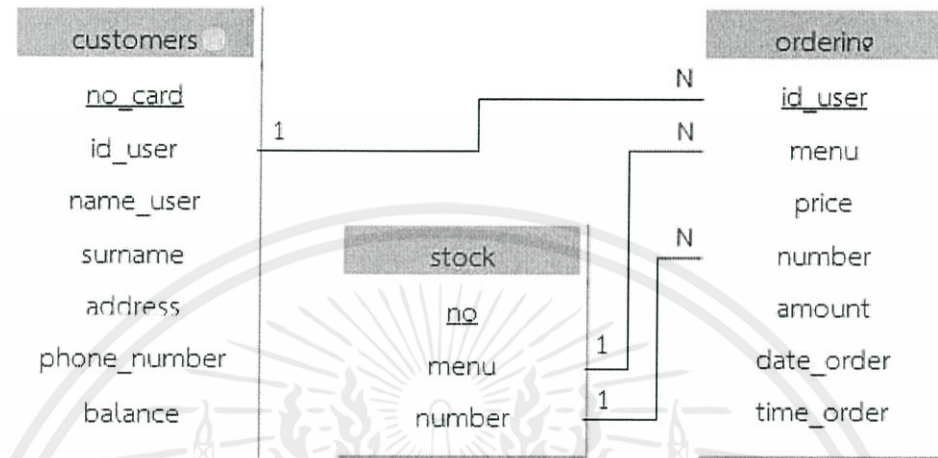 customers
no_card
id_user
name_user
surname
address
phone_number
balance
1
stock
no
menu
number
1
1
ordering
id_user
menu
price
number
amount
date_order
time_order
N
N
N